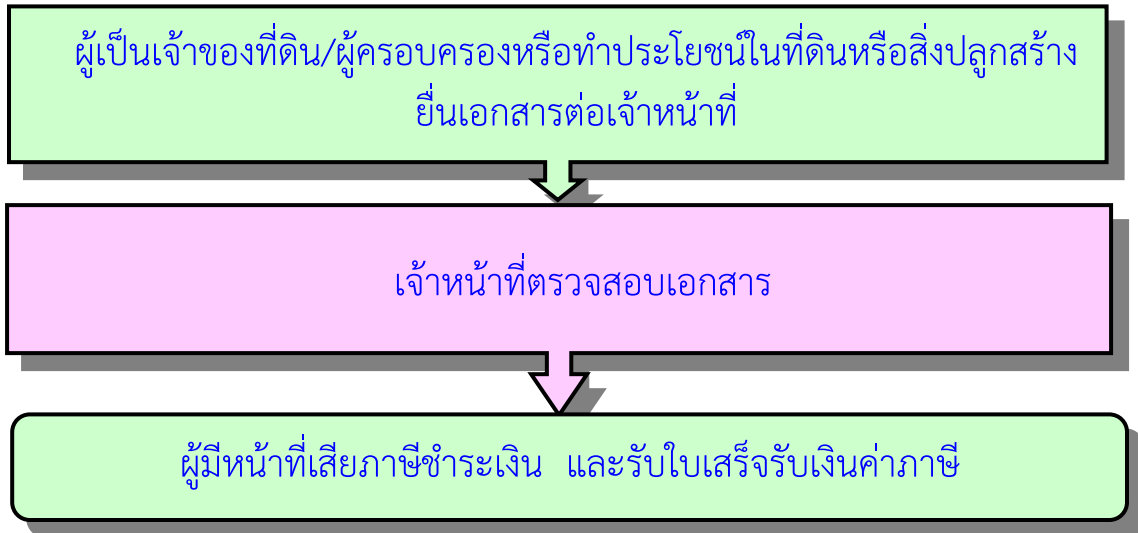 ผู้เป็นเจ้าของที่ดิน/ผู้ครอบครองหรือทำประโยชน์ในที่ดินหรือสิ่งปลูกสร้าง
ยื่นเอกสารต่อเจ้าหน้าที่
เจ้าหน้าที่ตรวจสอบเอกสาร
ผู้มีหน้าที่เสียภาษีชำระเงิน และรับใบเสร็จรับเงินค่าภาษี